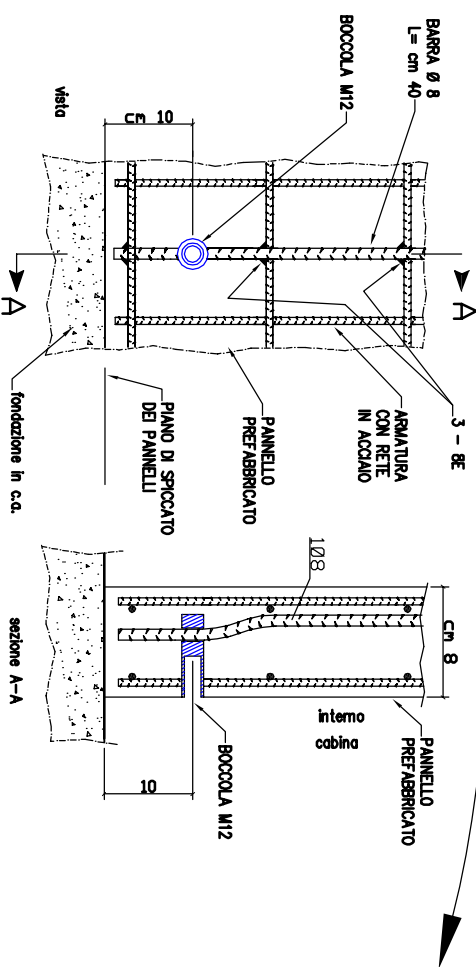 BARRA Ø 8
L= cm 40
BOCCOLA M12
cm 10
vista
A
A
3 - 8E
ARMATURA
CON RETE
IN ACCIAIO
PANNELLO
PREFABBRICATO
PIANO DI SPICCATO
DEI PANNELLI
fondazione in c.a.
cm 8
1Ø8
PANNELLO
PREFABBRICATO
interno
cabina
BOCCOLA M12
10
sezione A-A